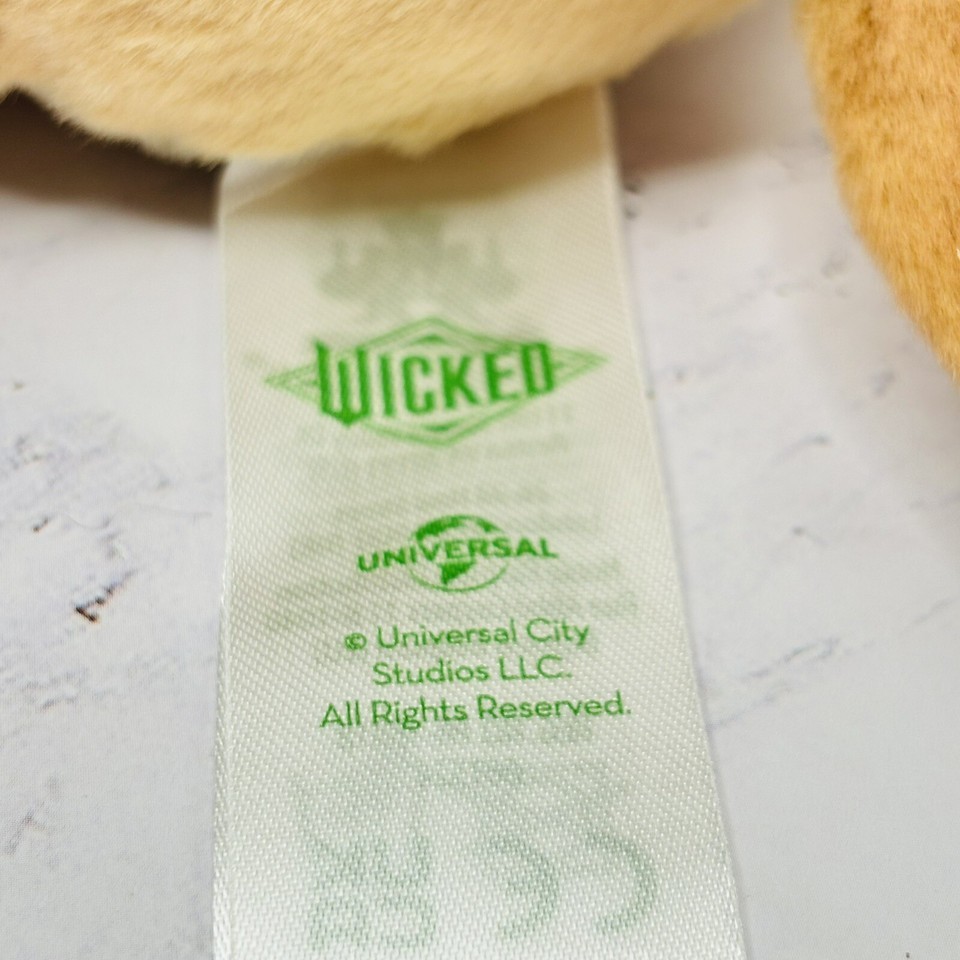 WICKED
UNIVERSAL
© Universal City
Studios LLC.
All Rights Reserved.